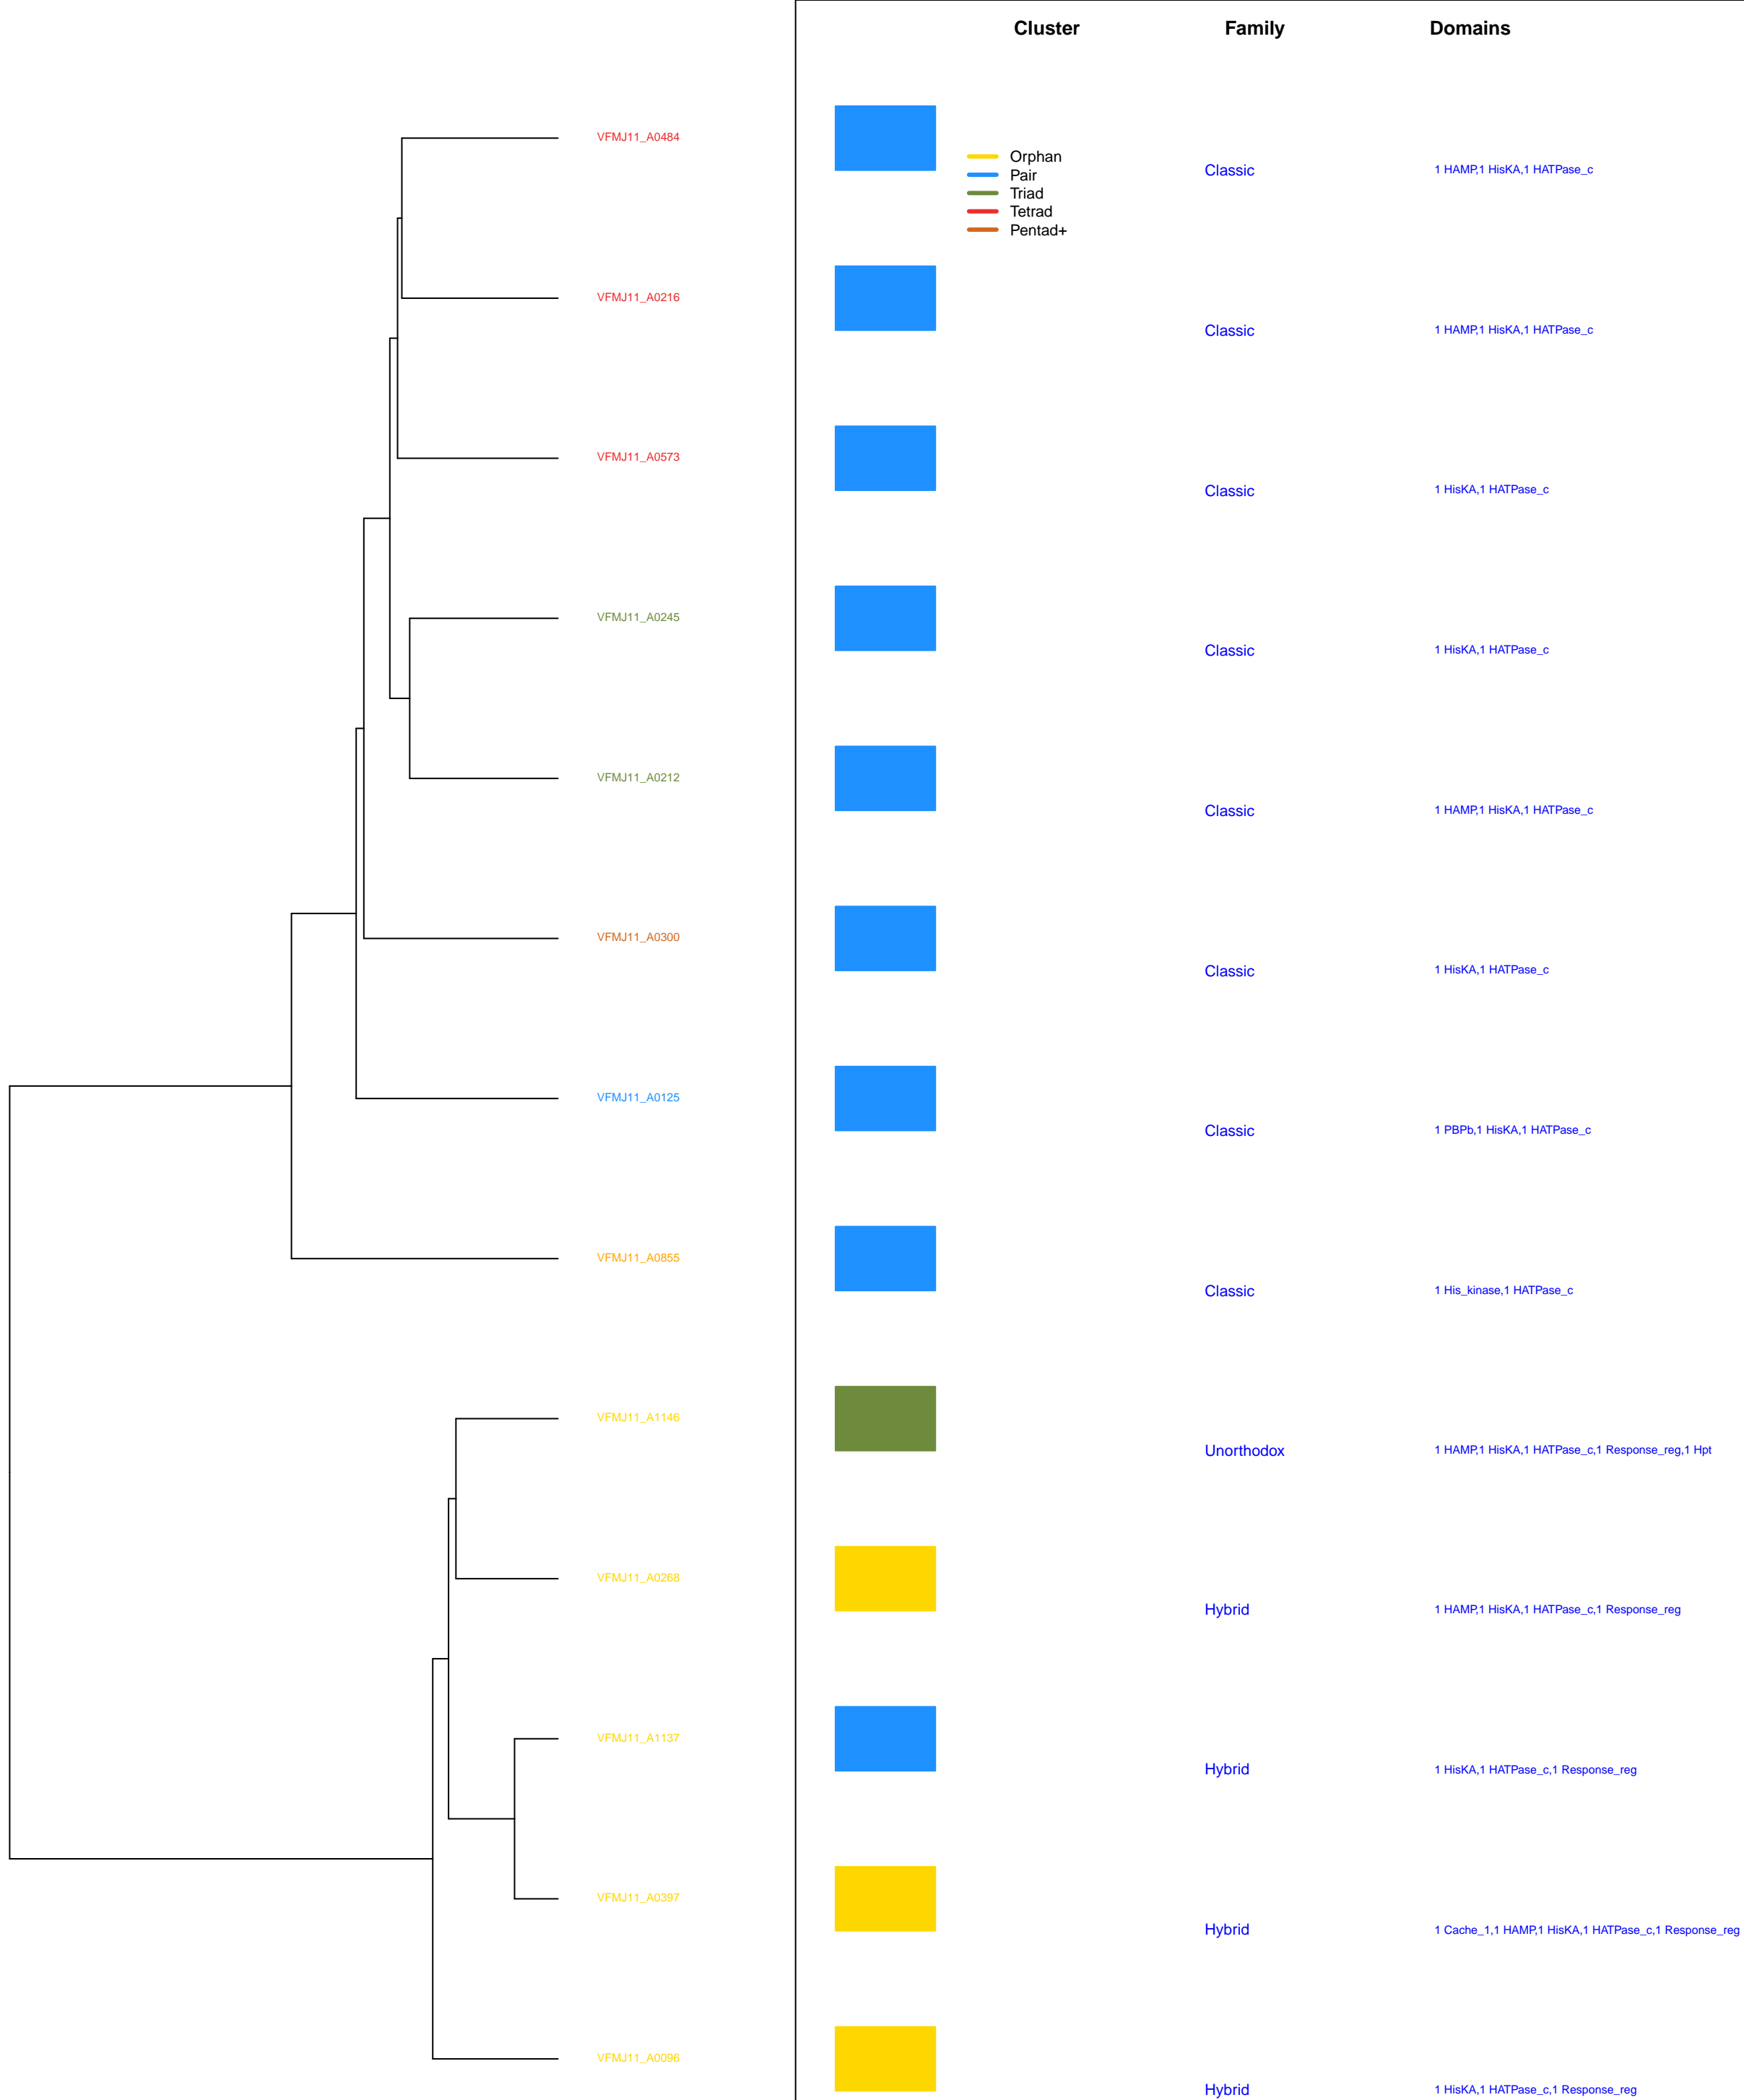 Cluster Family Domains
VFMJ11_A0484
Orphan
Pair
Classic 1 HAMP,1 HisKA,1 HATPase_c
Triad
Tetrad
Pentad+
VFMJ11_A0216
Classic 1 HAMP,1 HisKA,1 HATPase_c
VFMJ11_A0573
Classic 1 HisKA,1 HATPase_c
VFMJ11_A0245
Classic 1 HisKA,1 HATPase_c
VFMJ11_A0212
Classic 1 HAMP,1 HisKA,1 HATPase_c
VFMJ11_A0300
Classic 1 HisKA,1 HATPase_c
VFMJ11_A0125
Classic 1 PBPb,1 HisKA,1 HATPase_c
VFMJ11_A0855
Classic 1 His_kinase,1 HATPase_c
VFMJ11_A1146
Unorthodox 1 HAMP,1 HisKA,1 HATPase_c,1 Response_reg,1 Hpt
VFMJ11_A0268
Hybrid 1 HAMP,1 HisKA,1 HATPase_c,1 Response_reg
VFMJ11_A1137
Hybrid 1 HisKA,1 HATPase_c,1 Response_reg
VFMJ11_A0397
Hybrid 1 Cache_1,1 HAMP,1 HisKA,1 HATPase_c,1 Response_reg
VFMJ11_A0096
Hybrid 1 HisKA,1 HATPase_c,1 Response_reg